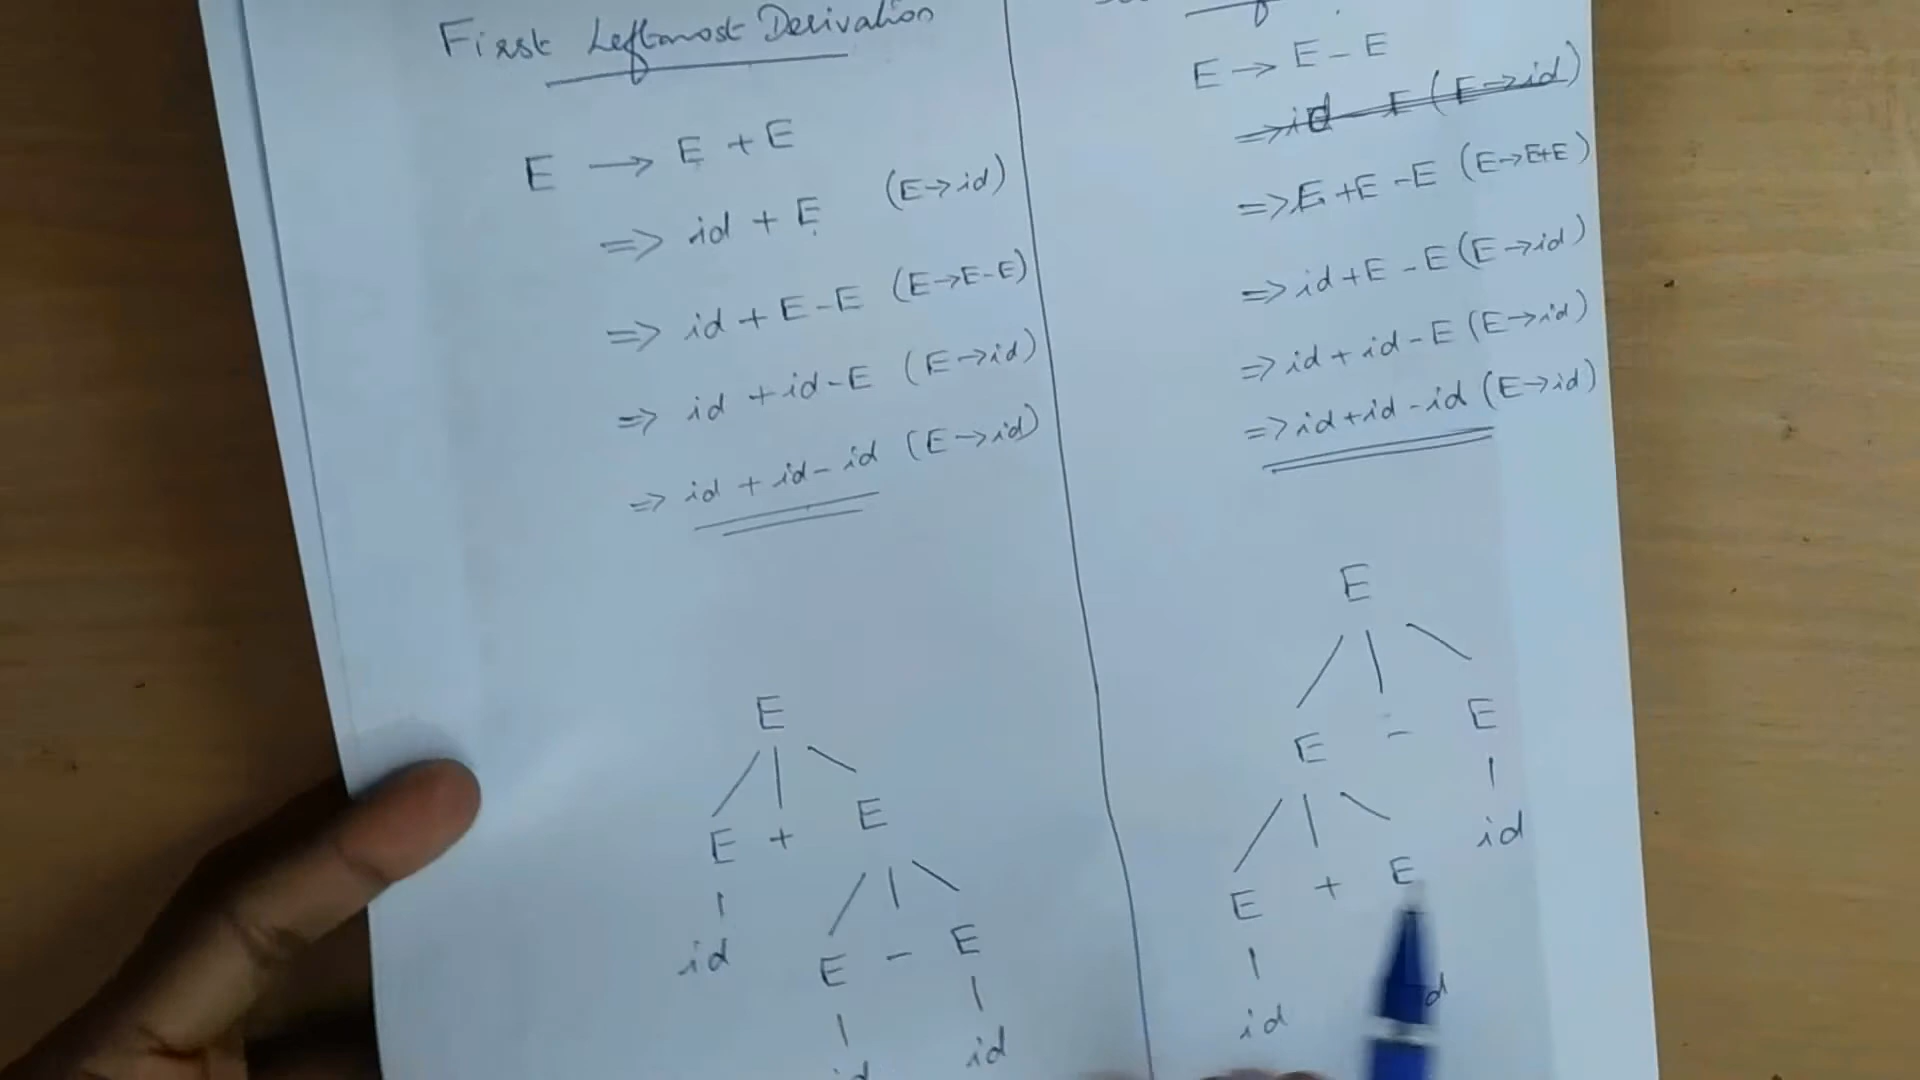 First Leftmost Derivation
E → E + E
=> id + E (E→id)
=> id + E - E (E→E-E)
=> id + id - E (E→id)
=> id + id - id (E→id)
E
E + E
id E - E
id id
E → E - E
=> id - E (E→id)
=> E + E - E (E→E+E)
=> id + E - E (E→id)
=> id + id - E (E→id)
=> id + id - id (E→id)
E
E - E
E + E id
id